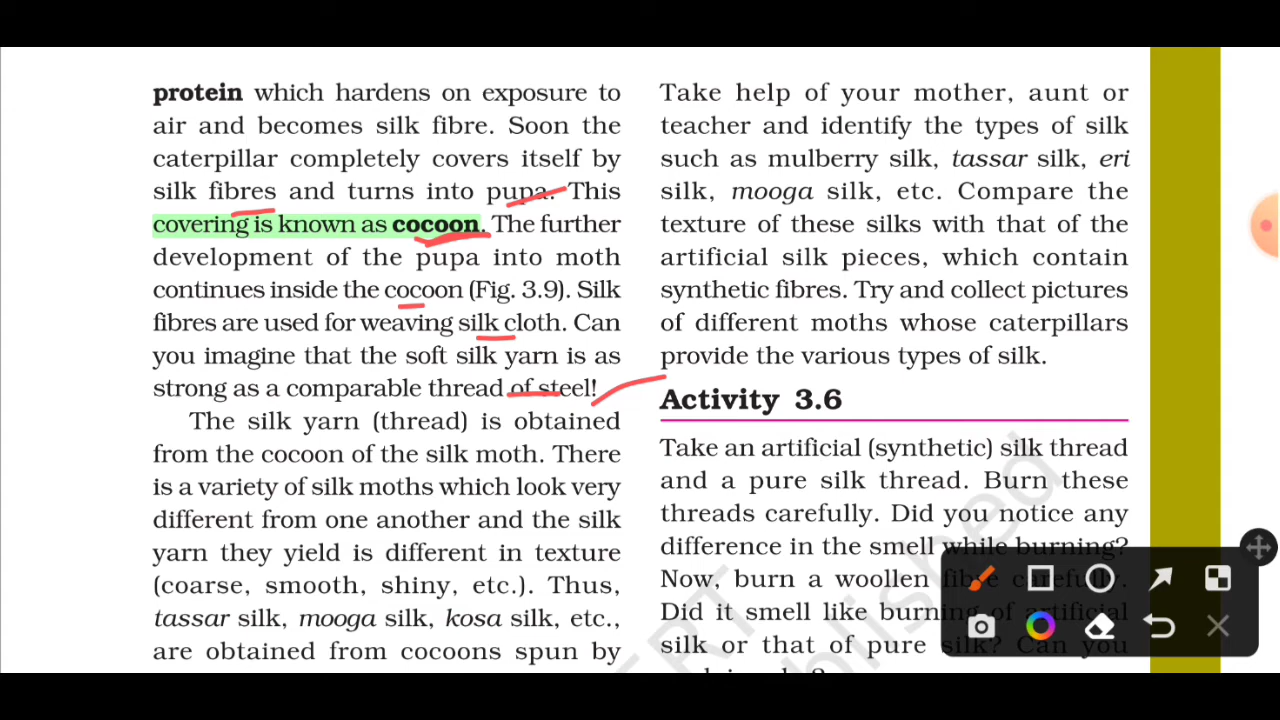 protein which hardens on exposure to
air and becomes silk fibre. Soon the
caterpillar completely covers itself by
silk fibres and turns into pupa. This
covering is known as cocoon. The further
development of the pupa into moth
continues inside the cocoon (Fig. 3.9). Silk
fibres are used for weaving silk cloth. Can
you imagine that the soft silk yarn is as
strong as a comparable thread of steel!
The silk yarn (thread) is obtained
from the cocoon of the silk moth. There
is a variety of silk moths which look very
different from one another and the silk
yarn they yield is different in texture
(coarse, smooth, shiny, etc.). Thus,
tassar silk, mooga silk, kosa silk, etc.,
are obtained from cocoons spun by
Take help of your mother, aunt or
teacher and identify the types of silk
such as mulberry silk, tassar silk, eri
silk, mooga silk, etc. Compare the
texture of these silks with that of the
artificial silk pieces, which contain
synthetic fibres. Try and collect pictures
of different moths whose caterpillars
provide the various types of silk.
Activity 3.6
Take an artificial (synthetic) silk thread
and a pure silk thread. Burn these
threads carefully. Did you notice any
difference in the smell while burning?
Now, burn a woollen fibre carefully.
Did it smell like burning of artificial
silk or that of pure silk? Can you